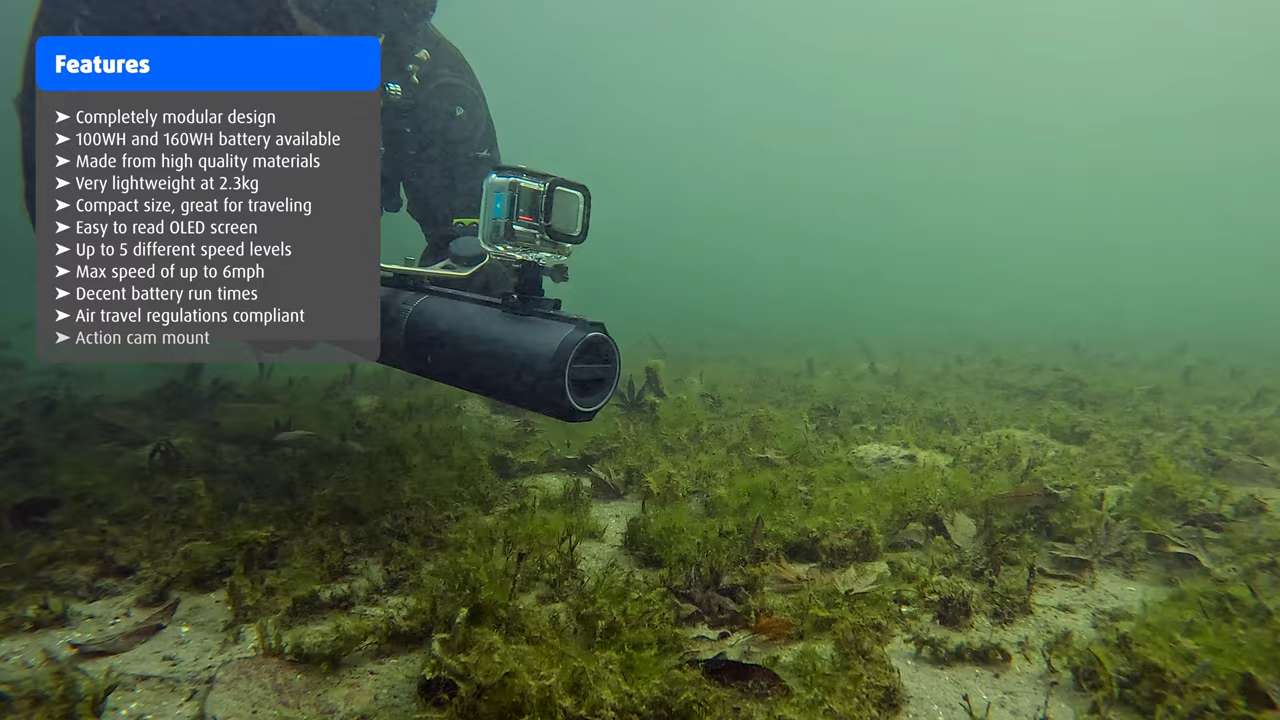 Features
➤ Completely modular design
➤ 100WH and 160WH battery available
➤ Made from high quality materials
➤ Very lightweight at 2.3kg
➤ Compact size, great for traveling
➤ Easy to read OLED screen
➤ Up to 5 different speed levels
➤ Max speed of up to 6mph
➤ Decent battery run times
➤ Air travel regulations compliant
➤ Action cam mount